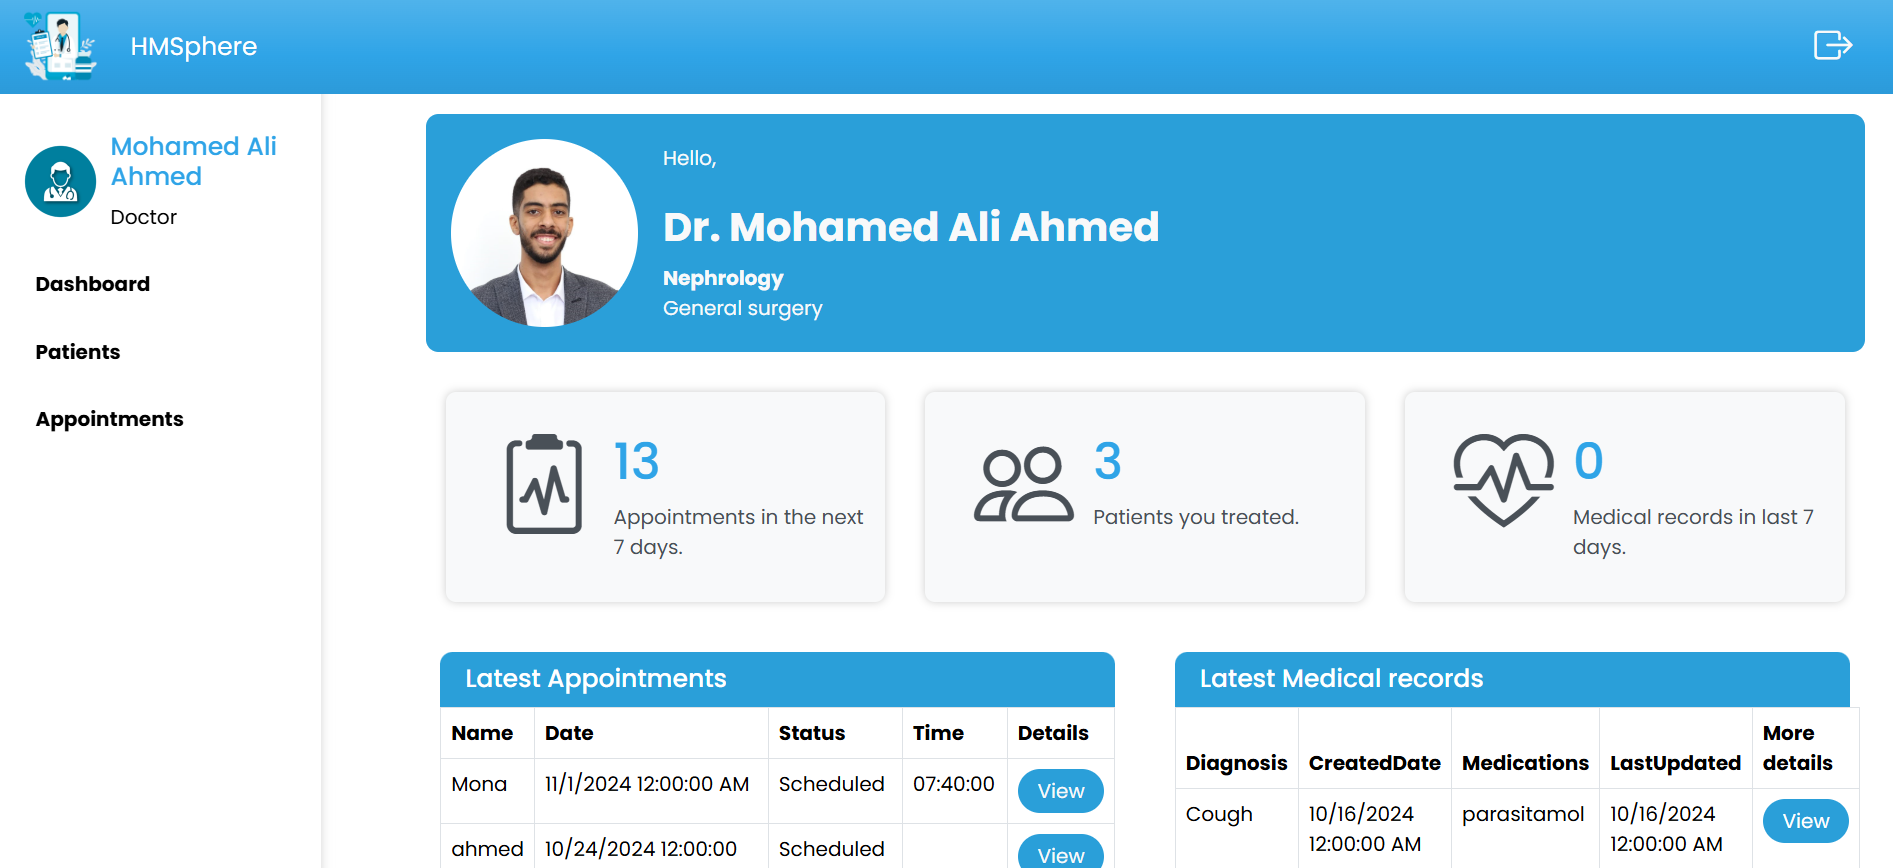 HMSphere
Mohamed Ali
Ahmed
Doctor
Dashboard
Patients
Appointments
Hello,
Dr. Mohamed Ali Ahmed
Nephrology
General surgery
13
Appointments in the next
7 days.
3
Patients you treated.
0
Medical records in last 7
days.
Latest Appointments
Name Date Status Time Details
Mona 11/1/2024 12:00:00 AM Scheduled 07:40:00 View
ahmed 10/24/2024 12:00:00 Scheduled View
Latest Medical records
More
Diagnosis CreatedDate Medications LastUpdated details
Cough 10/16/2024 parasitamol 10/16/2024 View
12:00:00 AM 12:00:00 AM